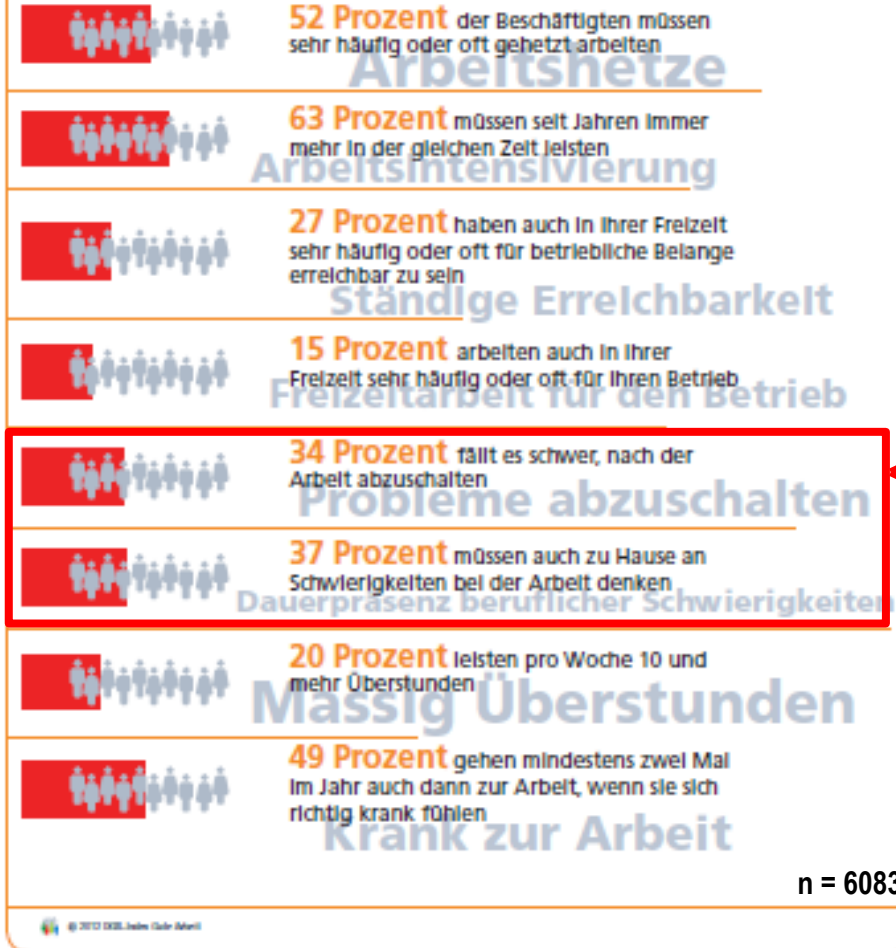 52 Prozent der Beschäftigten müssen
sehr häufig oder oft gehetzt arbeiten
Arbeitshetze
63 Prozent müssen seit Jahren immer
mehr in der gleichen Zeit leisten
Arbeitsintensivierung
27 Prozent haben auch in ihrer Freizeit
sehr häufig oder oft für betriebliche Belange
erreichbar zu sein
Ständige Erreichbarkeit
15 Prozent arbeiten auch in ihrer
Freizeit sehr häufig oder oft für ihren Betrieb
Freizeitarbeit für den Betrieb
34 Prozent fällt es schwer, nach der
Arbeit abzuschalten
Probleme abzuschalten
37 Prozent müssen auch zu Hause an
Schwierigkeiten bei der Arbeit denken
Dauerpräsenz beruflicher Schwierigkeiten
20 Prozent leisten pro Woche 10 und
mehr Überstunden
Massig Überstunden
49 Prozent gehen mindestens zwei Mal
im Jahr auch dann zur Arbeit, wenn sie sich
richtig krank fühlen
Krank zur Arbeit
n = 6083
© 2012 DGB-Index Gute Arbeit